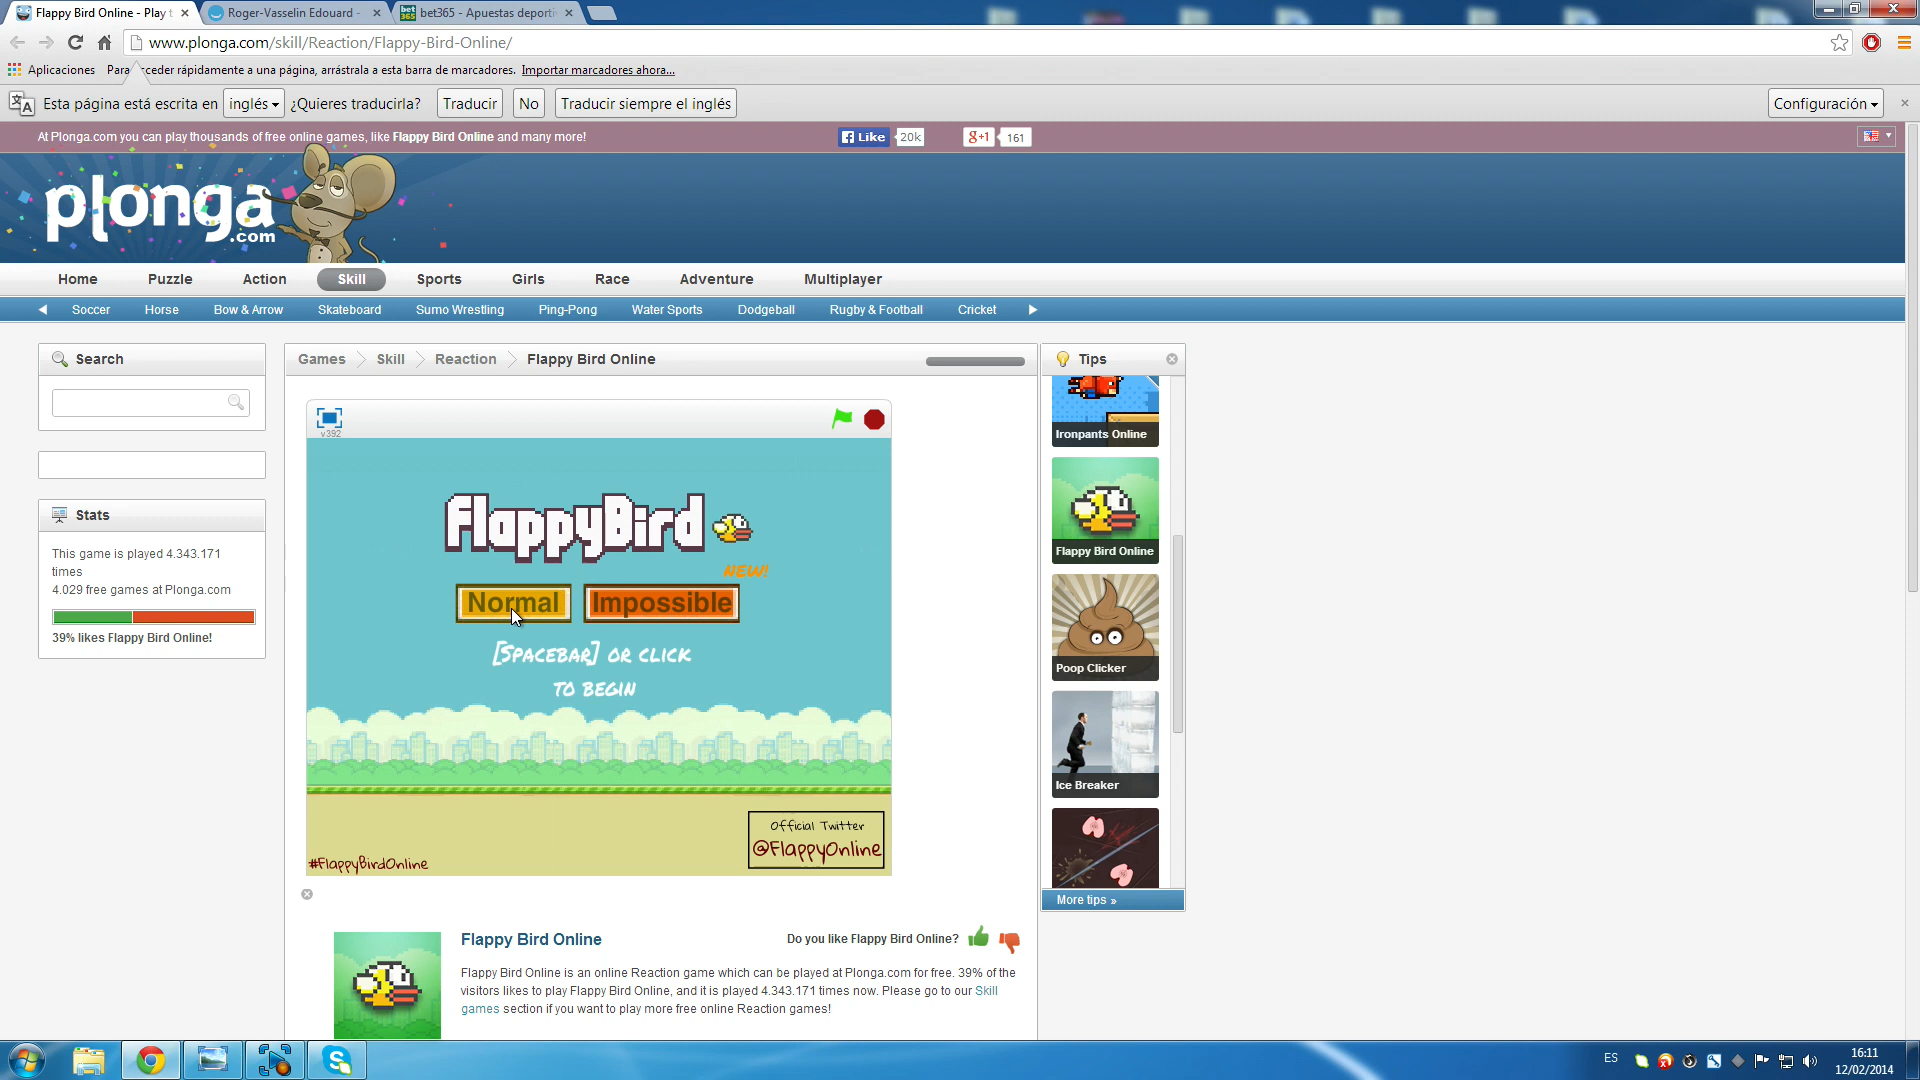 Flappy Bird Online - Play t
Roger-Vasselin Edouard -
bet365 - Apuestas deporti
www.plonga.com/skill/Reaction/Flappy-Bird-Online/
Aplicaciones
Para acceder rápidamente a una página, arrástrala a esta barra de marcadores. Importar marcadores ahora...
Esta página está escrita en inglés ¿Quieres traducirla? Traducir No Traducir siempre el inglés Configuración
At Plonga.com you can play thousands of free online games, like Flappy Bird Online and many more!
Like 20k
g+1 161
plonga
.com
Home Puzzle Action Skill Sports Girls Race Adventure Multiplayer
Soccer Horse Bow & Arrow Skateboard Sumo Wrestling Ping-Pong Water Sports Dodgeball Rugby & Football Cricket
Search
Stats
This game is played 4.343.171
times
4.029 free games at Plonga.com
39% likes Flappy Bird Online!
Games Skill Reaction Flappy Bird Online
v392
FlappyBird
NEW!
Normal Impossible
[Spacebar] or click
to begin
Official Twitter
@FlappyOnline
#FlappyBirdOnline
Tips
Ironpants Online
Flappy Bird Online
Poop Clicker
Ice Breaker
More tips »
Flappy Bird Online
Do you like Flappy Bird Online?
Flappy Bird Online is an online Reaction game which can be played at Plonga.com for free. 39% of the
visitors likes to play Flappy Bird Online, and it is played 4.343.171 times now. Please go to our Skill
games section if you want to play more free online Reaction games!
ES
16:11
12/02/2014